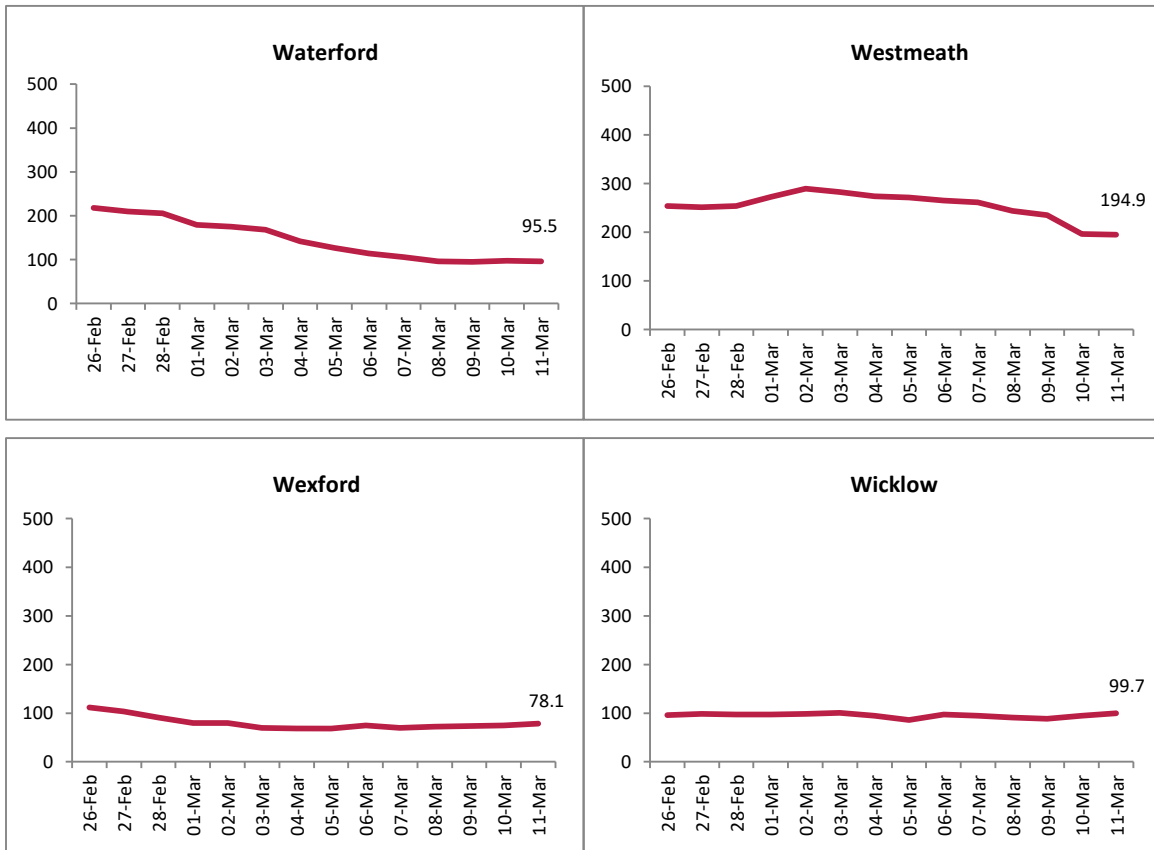 Waterford
500
400
300
200
100
0
95.5
26-Feb
27-Feb
28-Feb
01-Mar
02-Mar
03-Mar
04-Mar
05-Mar
06-Mar
07-Mar
08-Mar
09-Mar
10-Mar
11-Mar
Westmeath
500
400
300
200
100
0
194.9
26-Feb
27-Feb
28-Feb
01-Mar
02-Mar
03-Mar
04-Mar
05-Mar
06-Mar
07-Mar
08-Mar
09-Mar
10-Mar
11-Mar
Wexford
500
400
300
200
100
0
78.1
26-Feb
27-Feb
28-Feb
01-Mar
02-Mar
03-Mar
04-Mar
05-Mar
06-Mar
07-Mar
08-Mar
09-Mar
10-Mar
11-Mar
Wicklow
500
400
300
200
100
0
99.7
26-Feb
27-Feb
28-Feb
01-Mar
02-Mar
03-Mar
04-Mar
05-Mar
06-Mar
07-Mar
08-Mar
09-Mar
10-Mar
11-Mar